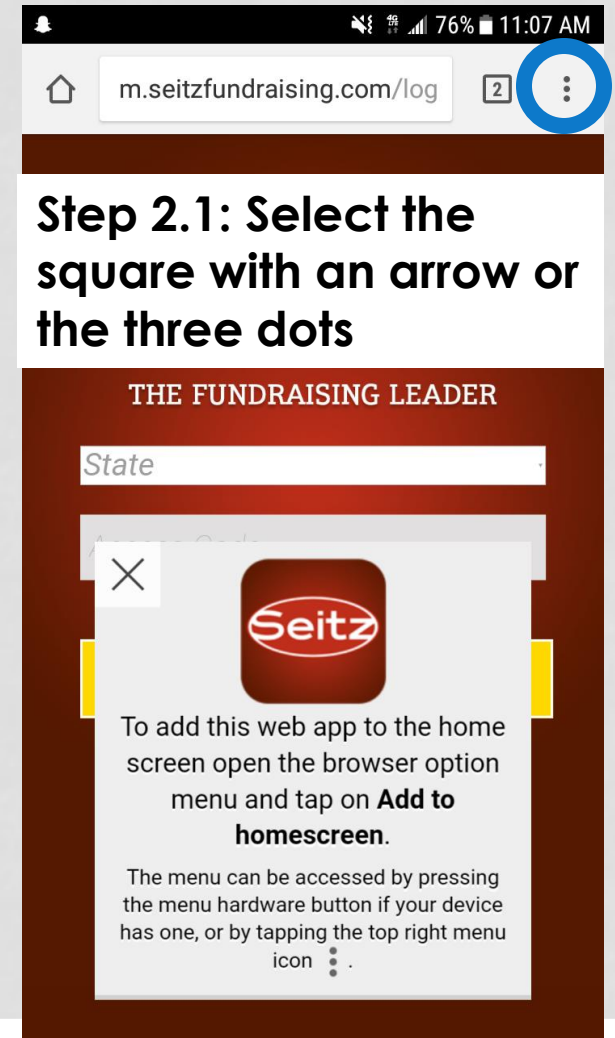 76% 11:07 AM
m.seitzfundraising.com/log 2
Step 2.1: Select the
square with an arrow or
the three dots
THE FUNDRAISING LEADER
State
Access Code
Seitz
To add this web app to the home
screen open the browser option
menu and tap on Add to
homescreen.
The menu can be accessed by pressing
the menu hardware button if your device
has one, or by tapping the top right menu
icon .